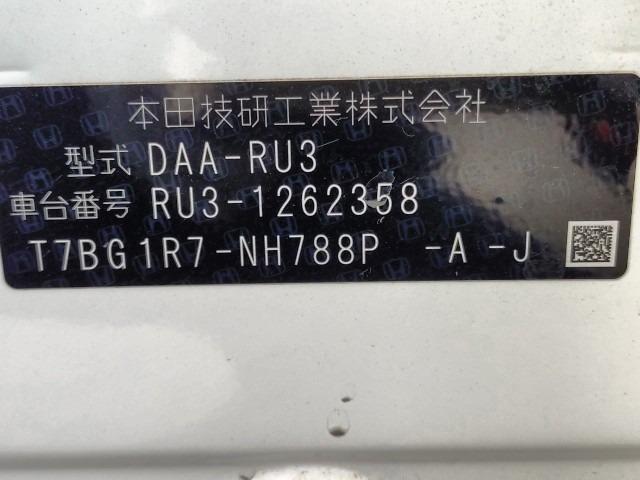 本田技研工業株式会社
型式 DAA-RU3
車台番号 RU3-1262358
T7BG1R7-NH788P -A -J